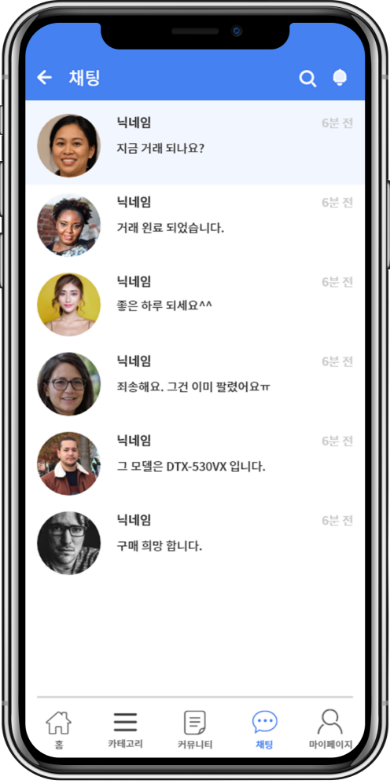 채팅
닉네임 6분 전
지금 거래 되나요?
닉네임 6분 전
거래 완료 되었습니다.
닉네임 6분 전
좋은 하루 되세요^^
닉네임 6분 전
죄송해요. 그건 이미 팔렸어요ㅠ
닉네임 6분 전
그 모델은 DTX-530VX 입니다.
닉네임 6분 전
구매 희망 합니다.
홈 카테고리 커뮤니티 채팅 마이페이지